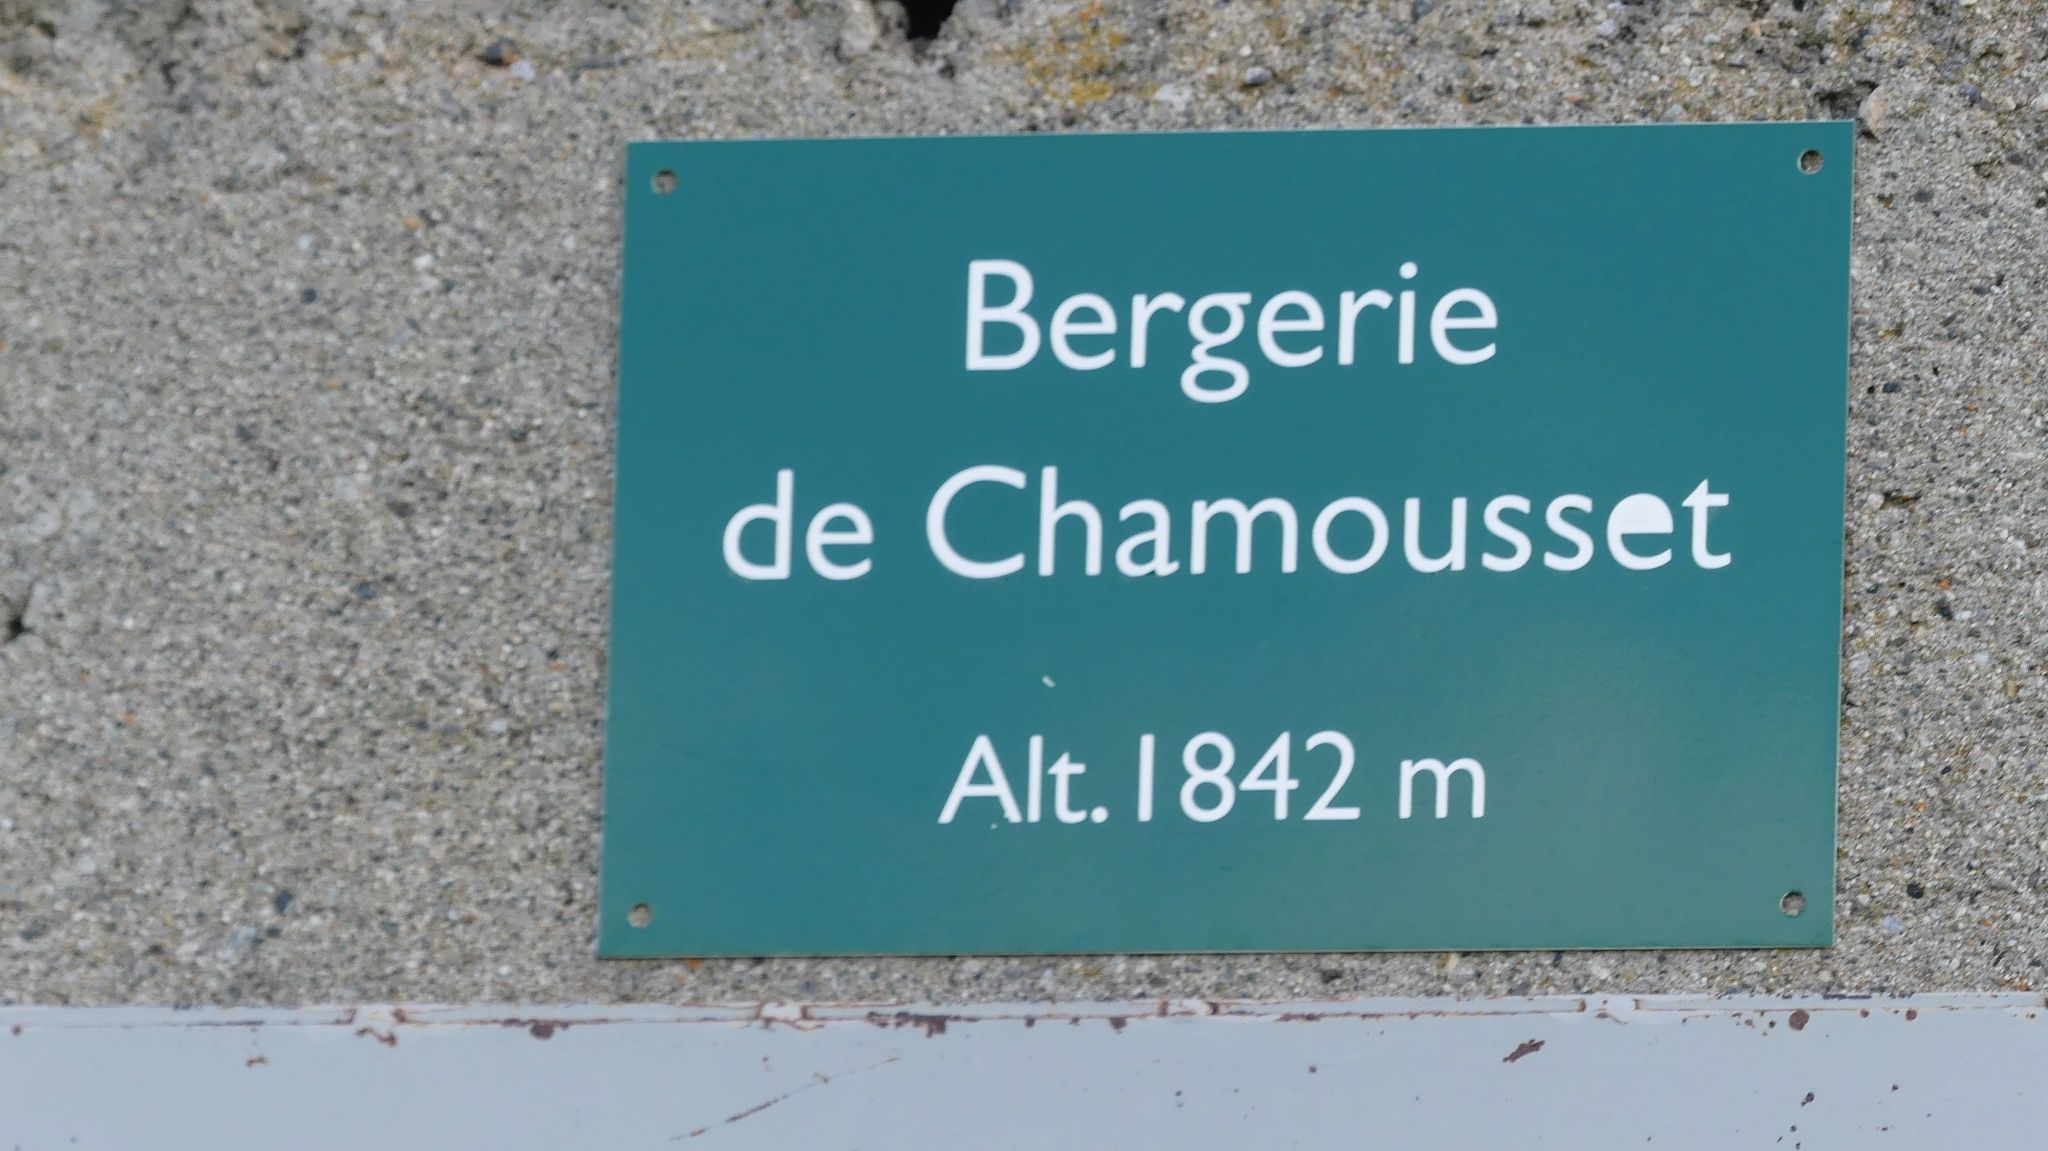 Bergerie
de Chamousset
Alt. 1842 m